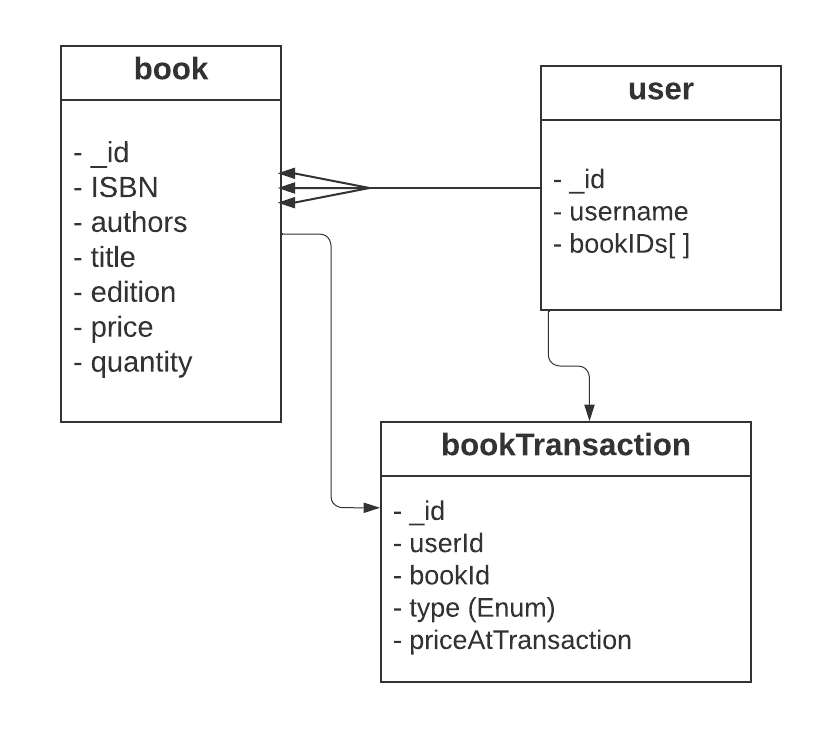 book
- _id
- ISBN
- authors
- title
- edition
- price
- quantity
user
- _id
- username
- bookIDs[ ]
bookTransaction
- _id
- userId
- bookId
- type (Enum)
- priceAtTransaction